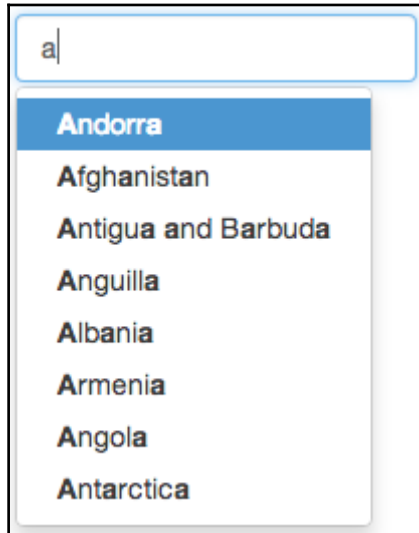 a
Andorra
Afghanistan
Antigua and Barbuda
Anguilla
Albania
Armenia
Angola
Antarctica